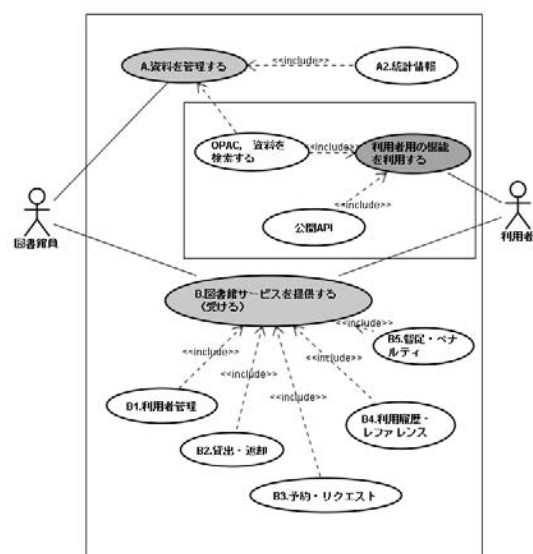 A.資料を管理する
<<include>>
A2.統計情報
OPAC, 資料を
検索する
<<include>>
利用者用の機能
を利用する
<<include>>
公開API
図書館員
利用者
B.図書館サービスを提供する
(受ける)
<<include>>
B5.督促・ペナ
ルティ
<<include>>
<<include>>
<<include>>
<<include>>
B1.利用者管理
B4.利用履歴・
レファレンス
B2.貸出・返却
B3.予約・リクエスト